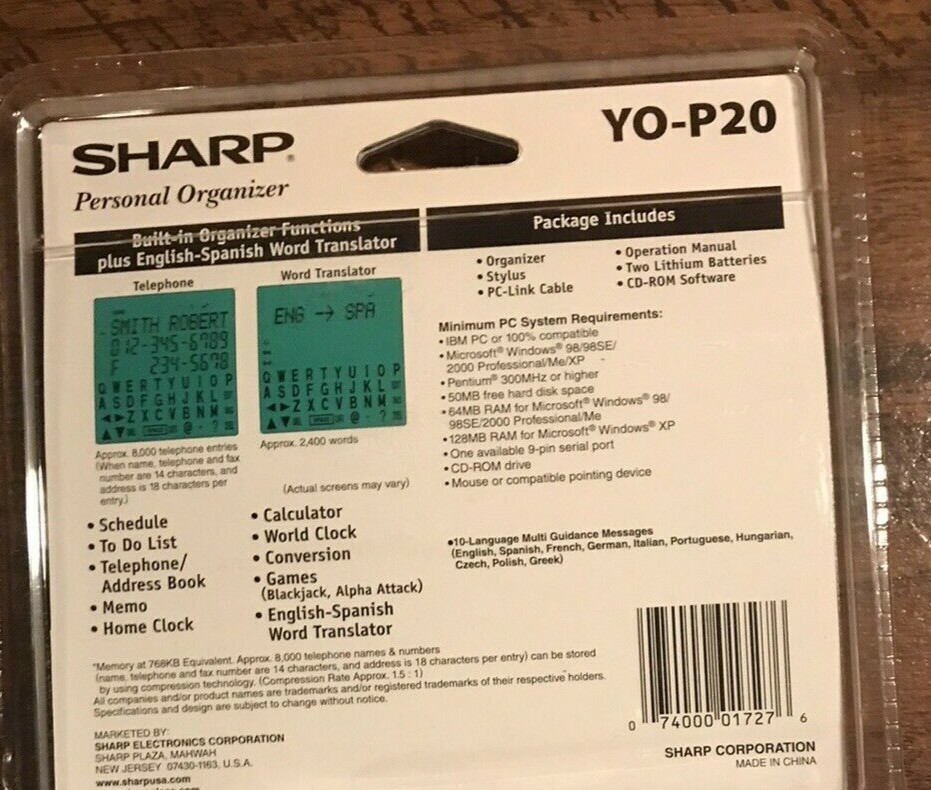 SHARP®
YO-P20
Personal Organizer
Built-in Organizer Functions
plus English-Spanish Word Translator
Telephone
Word Translator
SMITH ROBERT
012-345-6789
F 234-5678
Q W E R T Y U I O P
A S D F G H J K L
Z X C V B N M
SPACE @ - . ?
ENG → SPA
Q W E R T Y U I O P
A S D F G H J K L
Z X C V B N M
SPACE @ - . ?
Approx. 8,000 telephone entries
(When name, telephone and fax
number are 14 characters, and
address is 18 characters per
entry.)
Approx. 2,400 words
(Actual screens may vary)
• Schedule
• To Do List
• Telephone/
Address Book
• Memo
• Home Clock
• Calculator
• World Clock
• Conversion
• Games
(Blackjack, Alpha Attack)
• English-Spanish
Word Translator
Package Includes
• Organizer
• Stylus
• PC-Link Cable
• Operation Manual
• Two Lithium Batteries
• CD-ROM Software
Minimum PC System Requirements:
• IBM PC or 100% compatible
• Microsoft® Windows® 98/98SE/
2000 Professional/Me/XP
• Pentium® 300MHz or higher
• 50MB free hard disk space
• 64MB RAM for Microsoft® Windows® 98/
98SE/2000 Professional/Me
• 128MB RAM for Microsoft® Windows® XP
• One available 9-pin serial port
• CD-ROM drive
• Mouse or compatible pointing device
•10-Language Multi Guidance Messages
(English, Spanish, French, German, Italian, Portuguese, Hungarian,
Czech, Polish, Greek)
*Memory at 768KB Equivalent. Approx. 8,000 telephone names & numbers
(name, telephone and fax number are 14 characters, and address is 18 characters per entry) can be stored
by using compression technology. (Compression Rate Approx. 1.5 : 1)
All companies and/or product names are trademarks and/or registered trademarks of their respective holders.
Specifications and design are subject to change without notice.
MARKETED BY:
SHARP ELECTRONICS CORPORATION
SHARP PLAZA, MAHWAH
NEW JERSEY 07430-1163, U.S.A.
www.sharpusa.com
0 74000 01727 6
SHARP CORPORATION
MADE IN CHINA